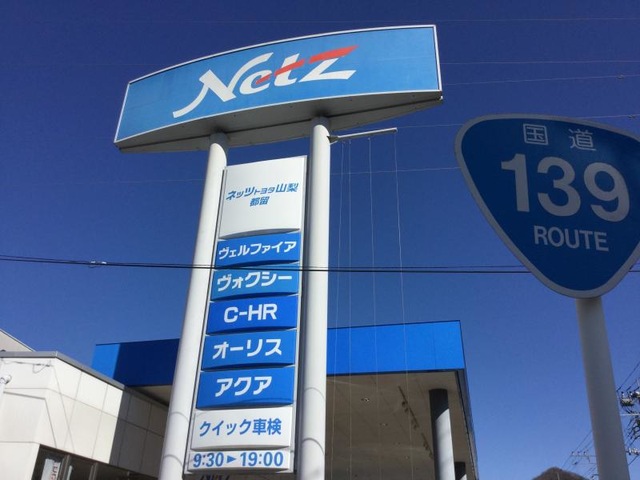 Netz
ネッツトヨタ山梨
都留
ヴェルファイア
ヴォクシー
C-HR
オーリス
アクア
クイック車検
9:30▶19:00
国道
139
ROUTE